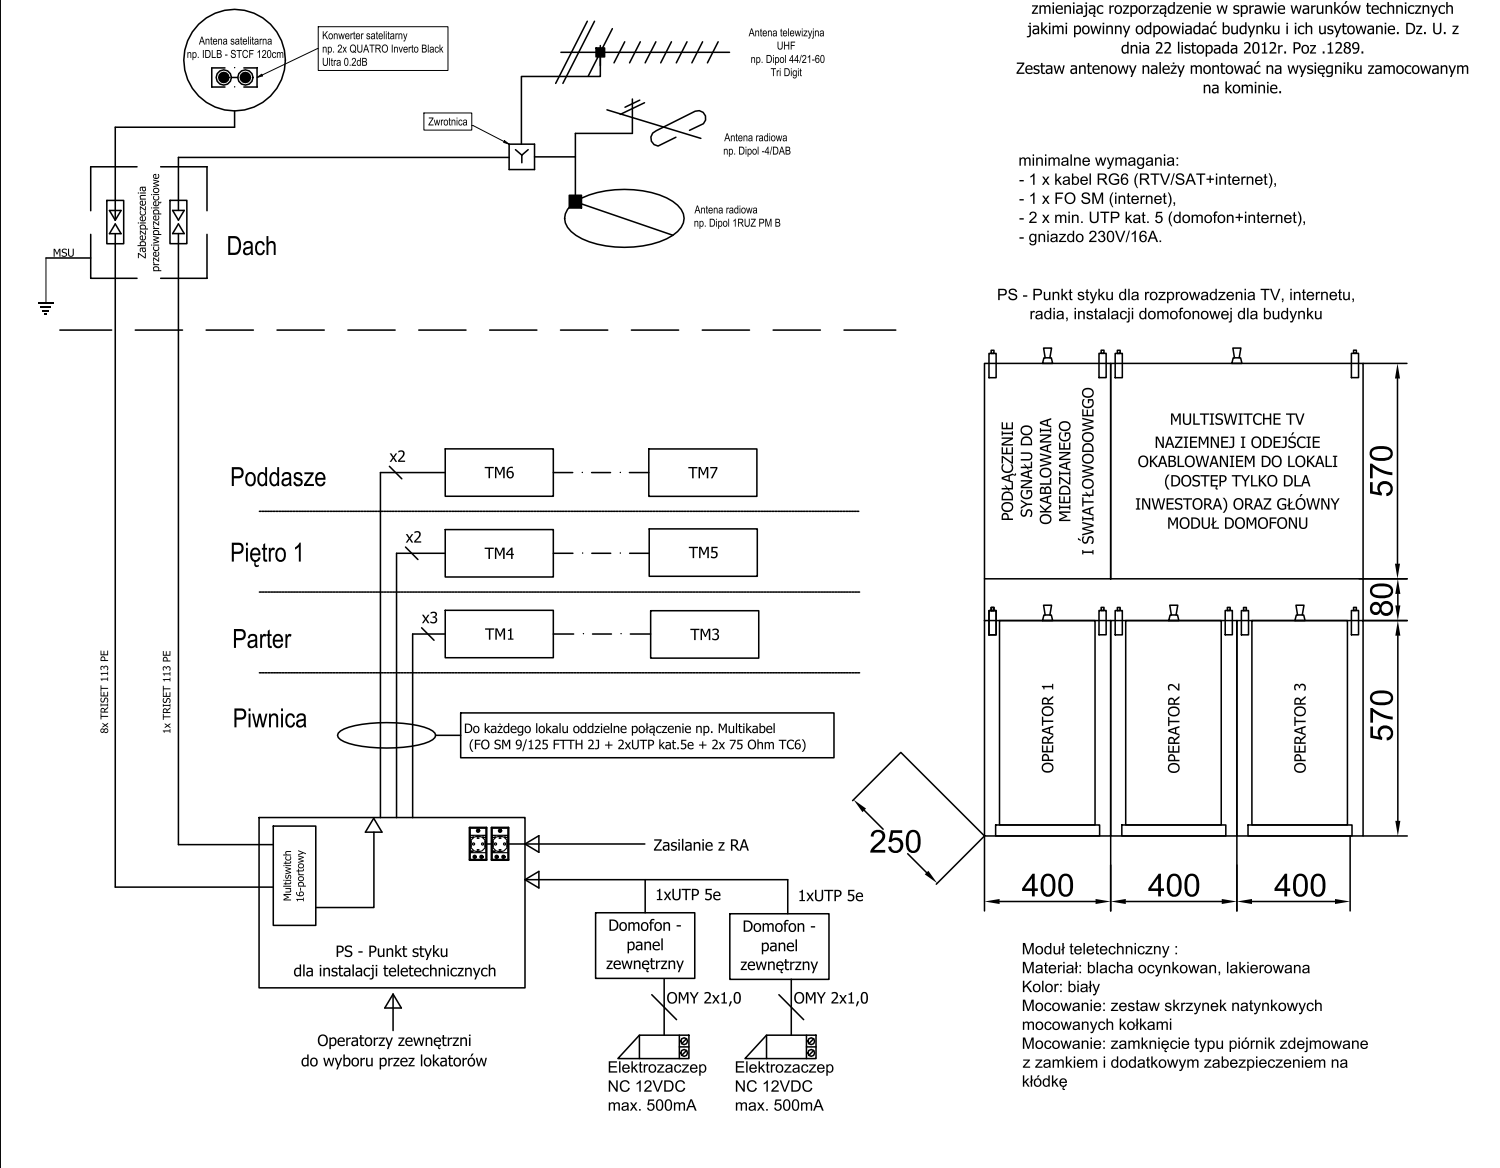 zmieniając rozporządzenie w sprawie warunków technicznych
jakimi powinny odpowiadać budynku i ich usytowanie. Dz. U. z
dnia 22 listopada 2012r. Poz .1289.
Zestaw antenowy należy montować na wysięgniku zamocowanym
na kominie.
Antena satelitarna
np. IDLB - STCF 120cm
Konwerter satelitarny
np. 2x QUATRO Inverto Black
Ultra 0.2dB
Antena telewizyjna
UHF
np. Dipol 44/21-60
Tri Digit
Zwrotnica
Antena radiowa
np. Dipol -4/DAB
Antena radiowa
np. Dipol 1RUZ PM B
Zabezpieczenia
przeciwprzepięciowe
MSU
Dach
minimalne wymagania:
- 1 x kabel RG6 (RTV/SAT+internet),
- 1 x FO SM (internet),
- 2 x min. UTP kat. 5 (domofon+internet),
- gniazdo 230V/16A.
PS - Punkt styku dla rozprowadzenia TV, internetu,
radia, instalacji domofonowej dla budynku
PODŁĄCZENIE
SYGNAŁU DO
OKABLOWANIA
MIEDZIANEGO
I ŚWIATŁOWODOWEGO
MULTISWITCHE TV
NAZIEMNEJ I ODEJŚCIE
OKABLOWANIEM DO LOKALI
(DOSTĘP TYLKO DLA
INWESTORA) ORAZ GŁÓWNY
MODUŁ DOMOFONU
570
80
570
OPERATOR 1
OPERATOR 2
OPERATOR 3
250
400
400
400
Poddasze
x2
TM6
TM7
Piętro 1
x2
TM4
TM5
Parter
x3
TM1
TM3
Piwnica
8x TRISET 113 PE
1x TRISET 113 PE
Do każdego lokalu oddzielne połączenie np. Multikabel
(FO SM 9/125 FTTH 2J + 2xUTP kat.5e + 2x 75 Ohm TC6)
Multiswitch
16-portowy
Zasilanie z RA
1xUTP 5e
1xUTP 5e
Domofon -
panel
zewnętrzny
Domofon -
panel
zewnętrzny
PS - Punkt styku
dla instalacji teletechnicznych
OMY 2x1,0
OMY 2x1,0
Operatorzy zewnętrzni
do wyboru przez lokatorów
Elektrozaczep
NC 12VDC
max. 500mA
Elektrozaczep
NC 12VDC
max. 500mA
Moduł teletechniczny :
Materiał: blacha ocynkowan, lakierowana
Kolor: biały
Mocowanie: zestaw skrzynek natynkowych
mocowanych kołkami
Mocowanie: zamknięcie typu piórnik zdejmowane
z zamkiem i dodatkowym zabezpieczeniem na
kłódkę